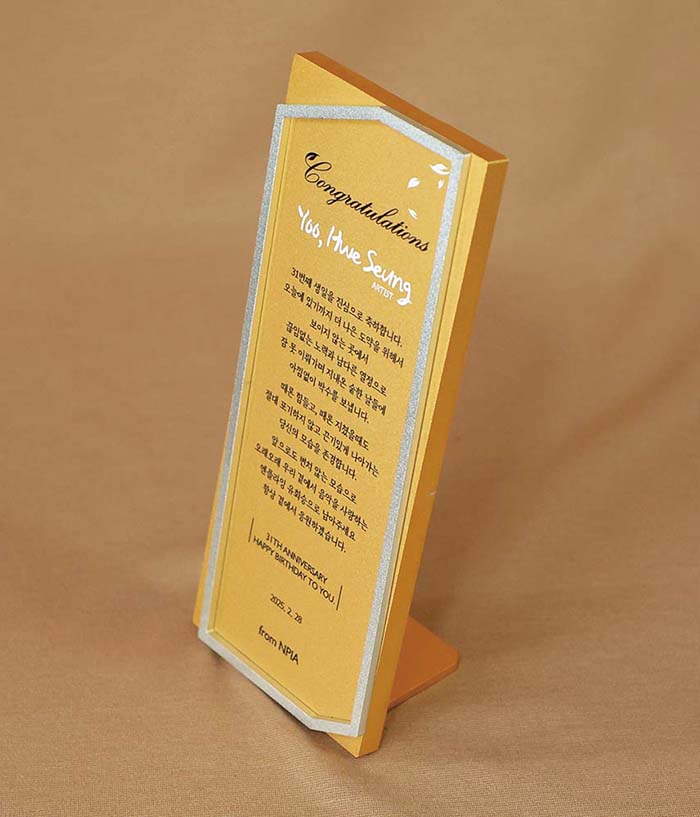 Congratulations
Yoo, Hwe Seung
ARTIST
31번째 생일을 진심으로 축하합니다.
오늘에 있기까지 더 나은 도약을 위해서
보이지 않는 곳에서
끊임없는 노력과 남다른 열정으로
잠 못 이뤄가며 지내온 숱한 날들에
아낌없이 박수를 보냅니다.
때론 힘들고, 때론 지쳤을때도
절대 포기하지 않고 끈기있게 나아가는
당신의 모습을 존경합니다.
앞으로도 변치 않는 모습으로
오래오래 우리 곁에서 음악을 사랑하는
엔플라잉 유회승으로 남아주세요
항상 곁에서 응원하겠습니다.
31TH ANNIVERSARY
HAPPY BIRTHDAY TO YOU.
2025. 2. 28
from NPIA